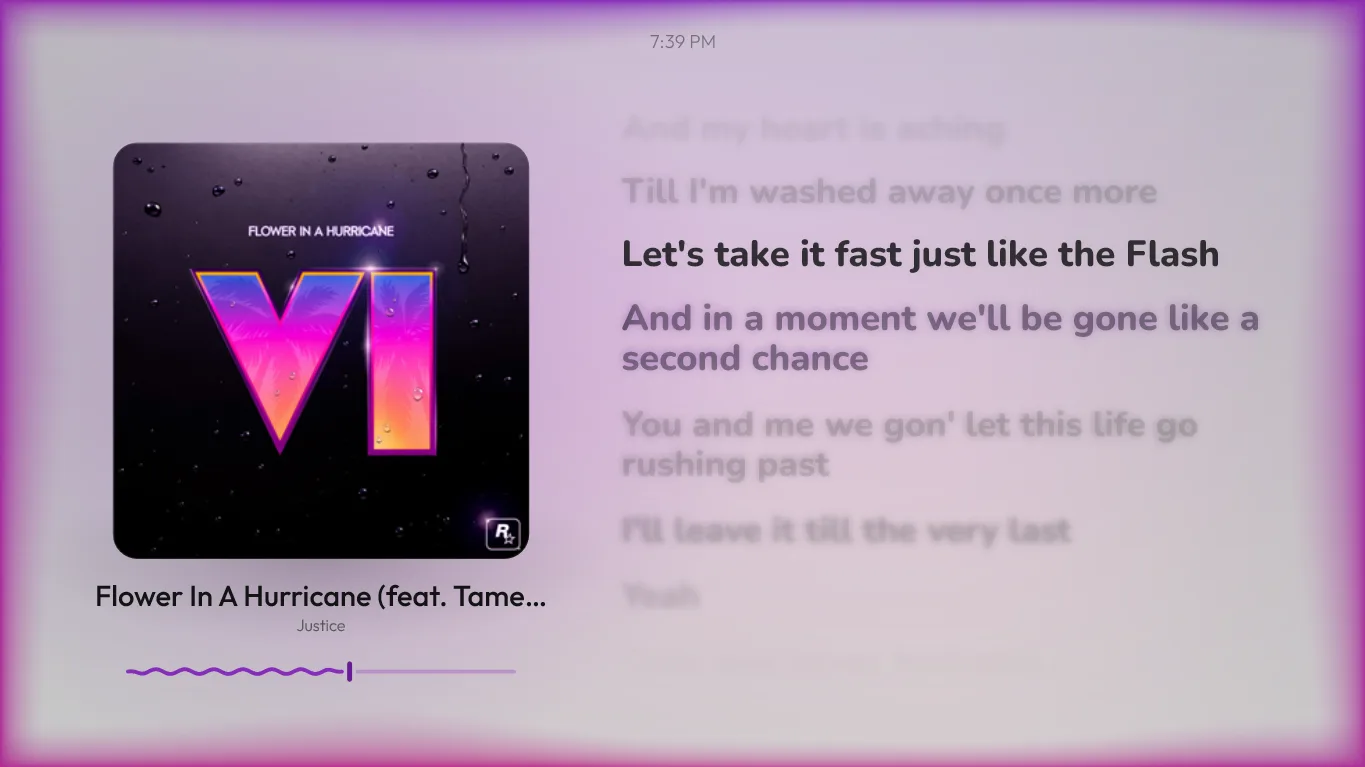 7:39 PM
FLOWER IN A HURRICANE
VI
R
Flower In A Hurricane (feat. Tame...
Justice
And my heart is aching
Till I'm washed away once more
Let's take it fast just like the Flash
And in a moment we'll be gone like a
second chance
You and me we gon' let this life go
rushing past
I'll leave it till the very last
Yeah